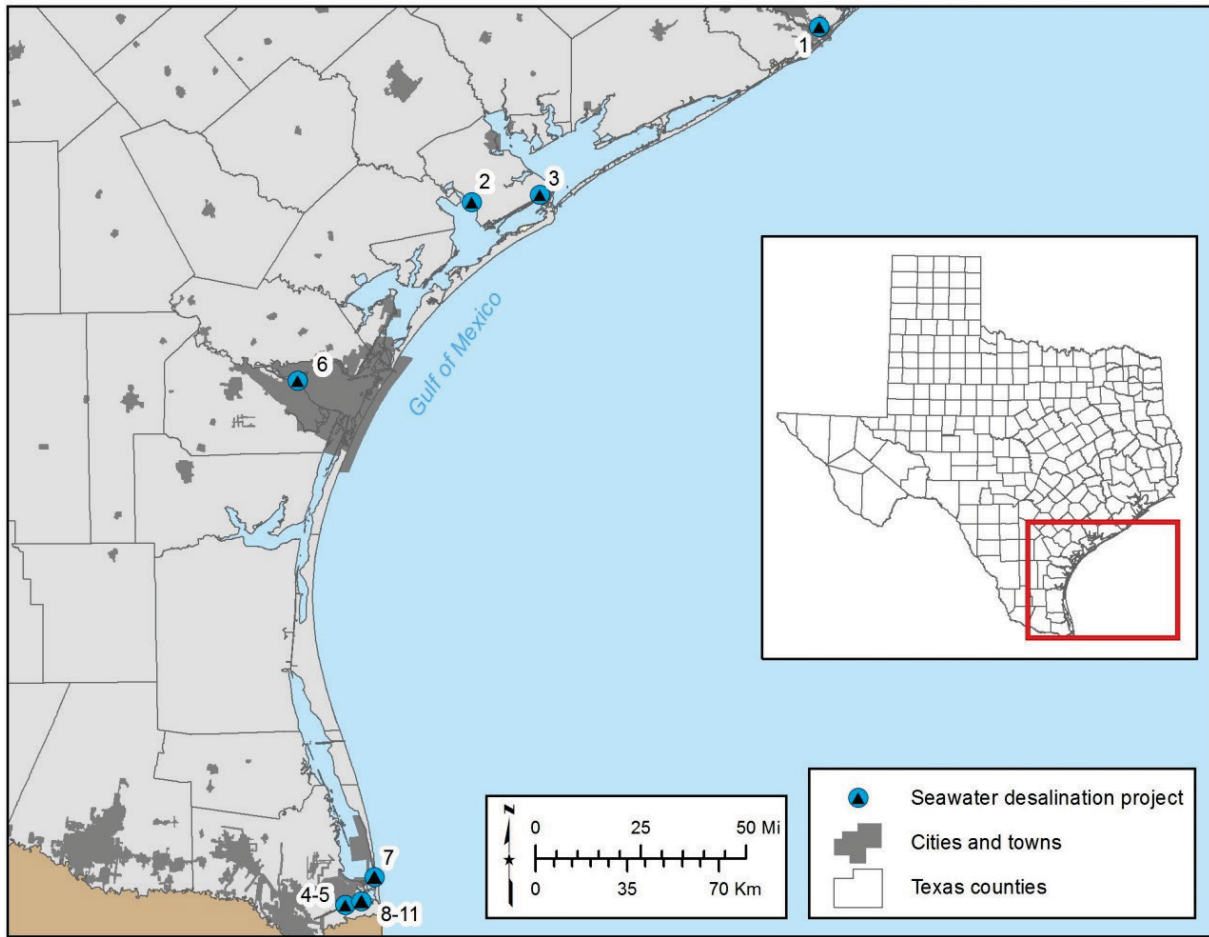 1
2
3
6
Gulf of Mexico
7
4-5
8-11
N
0 25 50 Mi
0 35 70 Km
Seawater desalination project
Cities and towns
Texas counties